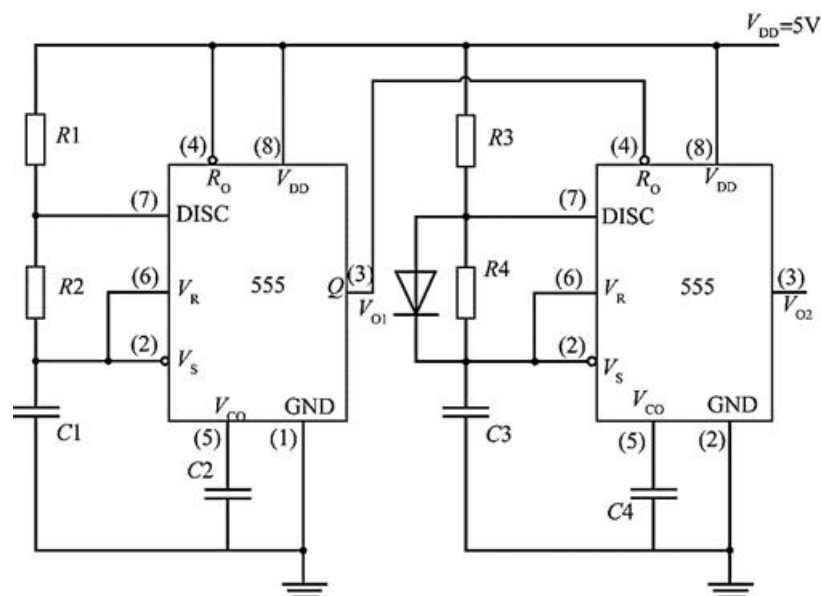 V_DD=5V
R1
(4)
(8)
R_O
V_DD
(7)
DISC
R2
(6)
V_R
555
Q
(3)
V_O1
(2)
V_S
V_CO
GND
C1
(5)
(1)
C2
R3
(4)
(8)
R_O
V_DD
(7)
DISC
R4
(6)
V_R
555
(3)
V_O2
(2)
V_S
V_CO
GND
C3
(5)
(2)
C4